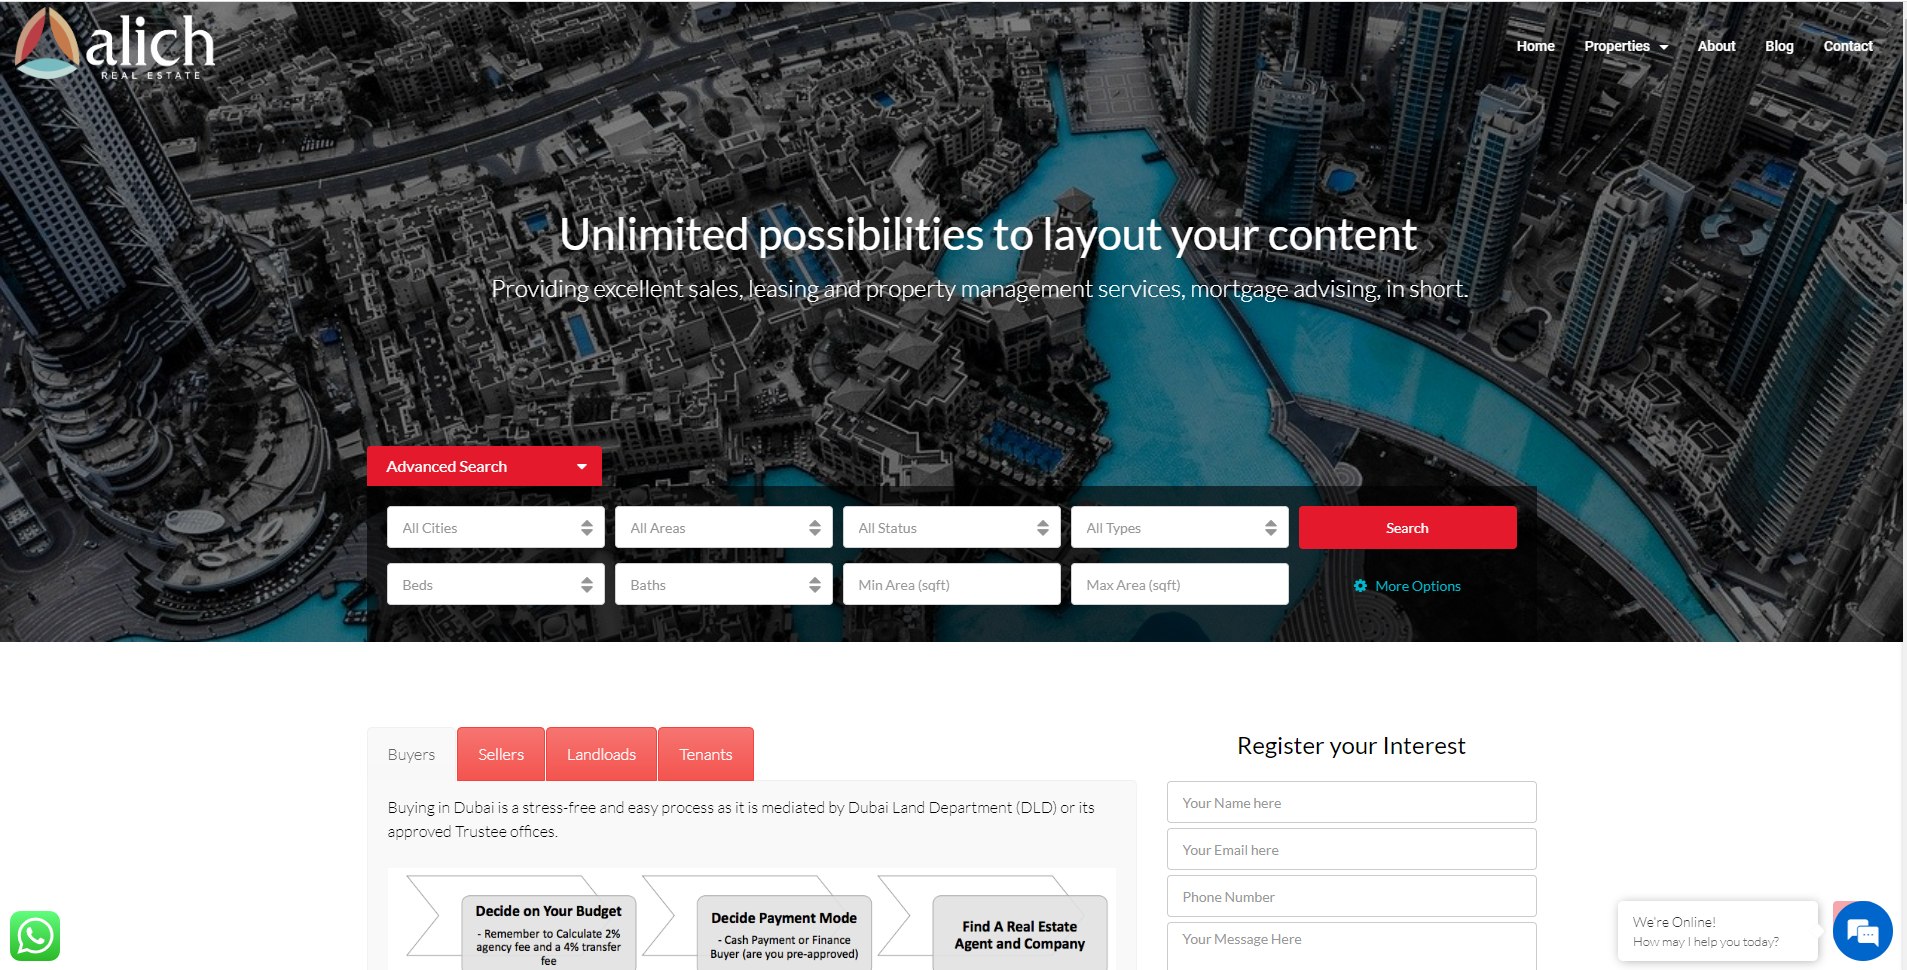 alich
REAL ESTATE
Home Properties About Blog Contact
Unlimited possibilities to layout your content
Providing excellent sales, leasing and property management services, mortgage advising, in short.
Advanced Search
All Cities All Areas All Status All Types Search
Beds Baths Min Area (sqft) Max Area (sqft) More Options
Buyers Sellers Landloads Tenants
Buying in Dubai is a stress-free and easy process as it is mediated by Dubai Land Department (DLD) or its
approved Trustee offices.
Decide on Your Budget
- Remember to Calculate 2%
agency fee and a 4% transfer
fee
Decide Payment Mode
- Cash Payment or Finance
Buyer (are you pre-approved)
Find A Real Estate
Agent and Company
Register your Interest
Your Name here
Your Email here
Phone Number
Your Message Here
We're Online!
How may I help you today?